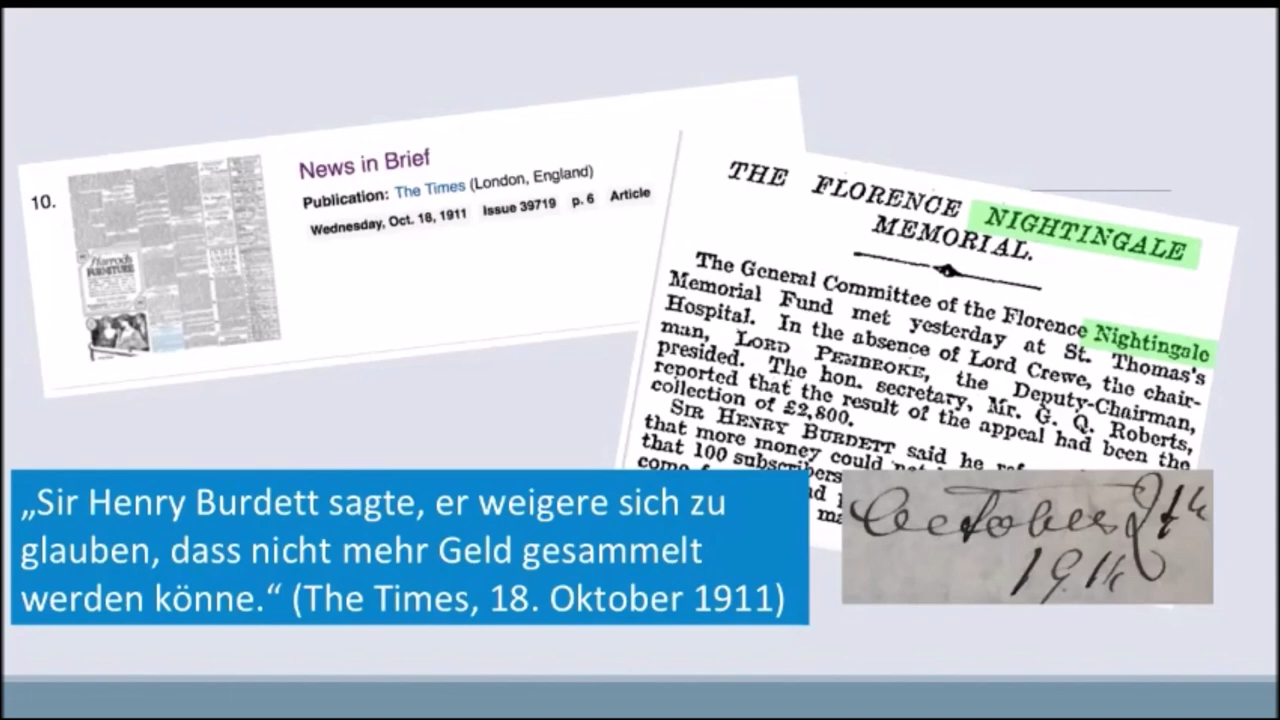 10.
News in Brief
Publication: The Times (London, England)
Wednesday, Oct. 18, 1911 Issue 39719 p. 6 Article
Harrods
FURNITURE
THE FLORENCE NIGHTINGALE
MEMORIAL.
The General Committee of the Florence Nightingale
Memorial Fund met yesterday at St. Thomas's
Hospital. In the absence of Lord Crewe, the chair-
man, LORD PEMBROKE, the Deputy-Chairman,
presided. The hon. secretary, Mr. G. Q. Roberts,
reported that the result of the appeal had been the
collection of £2,800.
SIR HENRY BURDETT said he
that more money could
that 100 subscribers
„Sir Henry Burdett sagte, er weigere sich zu
glauben, dass nicht mehr Geld gesammelt
werden könne.“ (The Times, 18. Oktober 1911)
October